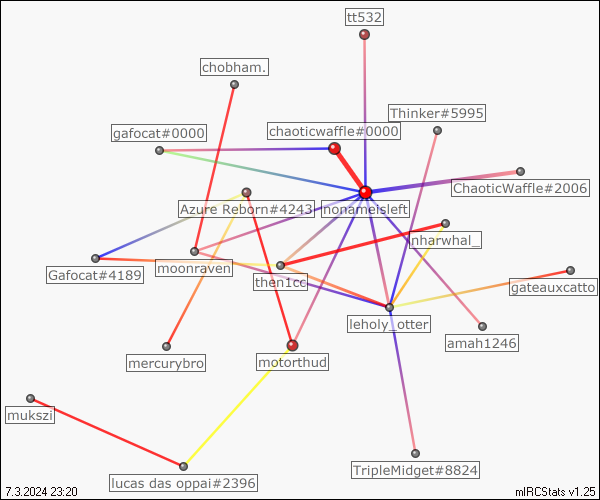 tt532
chobham.
Thinker#5995
gafocat#0000
chaoticwaffle#0000
ChaoticWaffle#2006
Azure Reborn#4243
nonameisleft
nharwhal_
moonraven
Gafocat#4189
then1cc
gateauxcatto
leholy_otter
amah1246
mercurybro
motorthud
mukszi
TripleMidget#8824
lucas das oppai#2396
7.3.2024 23:20
mIRCStats v1.25